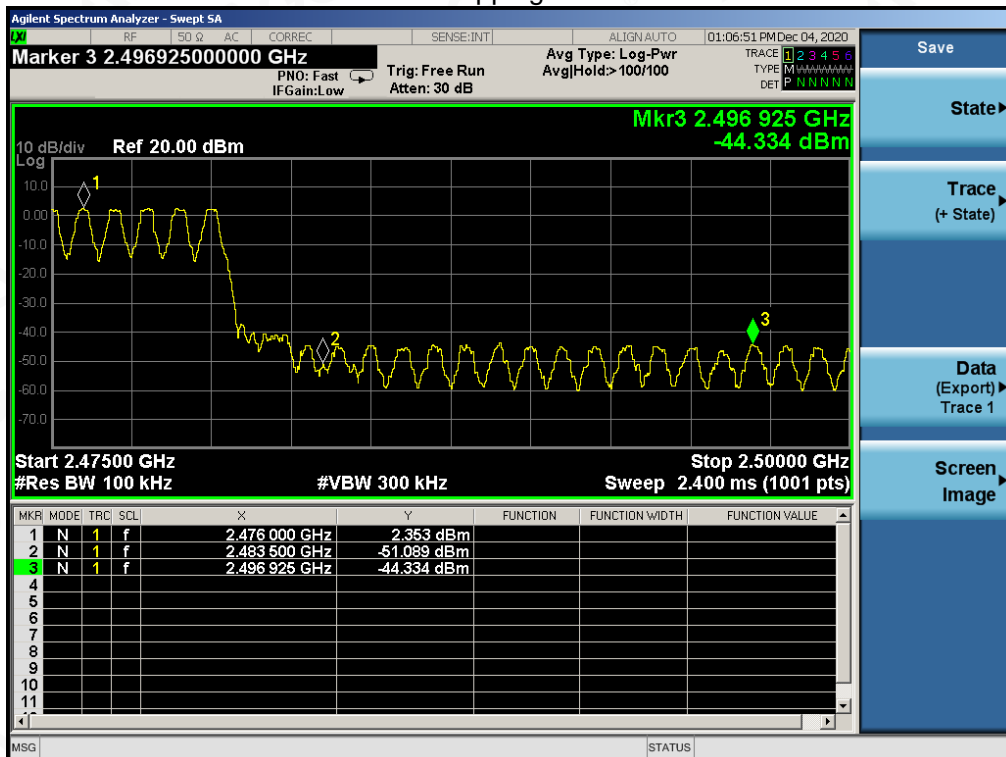 Agilent Spectrum Analyzer - Swept SA
LXI RF 50 Ω AC CORREC SENSE:INT ALIGN AUTO 01:06:51 PM Dec 04, 2020
Marker 3 2.496925000000 GHz
PNO: Fast
IFGain:Low
Trig: Free Run
Atten: 30 dB
Avg Type: Log-Pwr
Avg|Hold:>100/100
TRACE 1 2 3 4 5 6
TYPE M WWWWW
DET P N N N N N
Mkr3 2.496 925 GHz
-44.334 dBm
10 dB/div Ref 20.00 dBm
Log
10.0
0.00
-10.0
-20.0
-30.0
-40.0
-50.0
-60.0
-70.0
1
2
3
Start 2.47500 GHz Stop 2.50000 GHz
#Res BW 100 kHz #VBW 300 kHz Sweep 2.400 ms (1001 pts)
MKR MODE TRC SCL X Y FUNCTION FUNCTION WIDTH FUNCTION VALUE
1 N 1 f 2.476 000 GHz 2.353 dBm
2 N 1 f 2.483 500 GHz -51.089 dBm
3 N 1 f 2.496 925 GHz -44.334 dBm
4
5
6
7
8
9
10
11
MSG STATUS
Save
State
Trace
(+ State)
Data
(Export)
Trace 1
Screen
Image